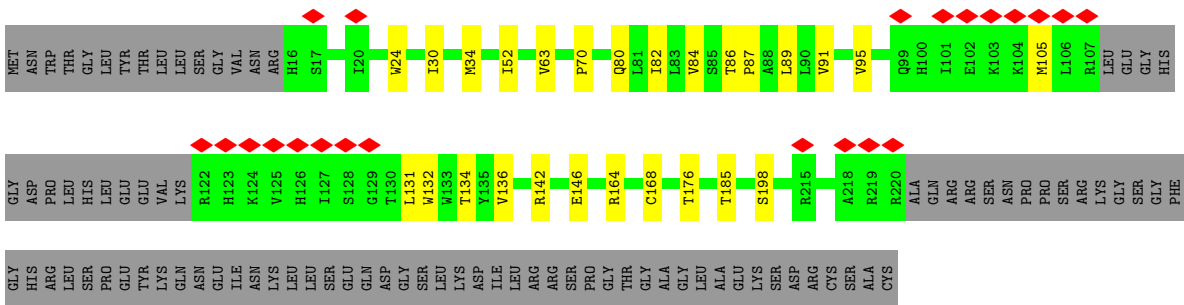 MET ASN TRP THR GLY LEU TYR THR LEU LEU SER GLY VAL ASN ARG H16 S17 I20 W24 I30 M34 I52 V63 P70 Q80 L81 I82 L83 V84 S85 T86 P87 A88 L89 L90 V91 V95 Q99 H100 I101 E102 K103 K104 M105 L106 R107 LEU GLU GLY HIS
GLY ASP PRO LEU HIS LEU GLU GLU VAL LYS R122 H123 K124 V125 H126 I127 S128 G129 T130 L131 W132 W133 T134 Y135 V136 R142 E146 R164 C168 T176 T185 S198 R215 A218 R219 R220 ALA GLN ARG ARG SER ASN PRO PRO SER ARG LYS GLY SER GLY PHE
GLY HIS ARG LEU SER PRO GLU TYR LYS GLN ASN GLU ILE ASN LYS LEU LEU SER GLU GLN ASP GLY SER LEU LYS ASP ILE LEU ARG ARG SER PRO GLY THR GLY ALA GLY LEU ALA GLU LYS SER ASP ARG CYS SER ALA CYS